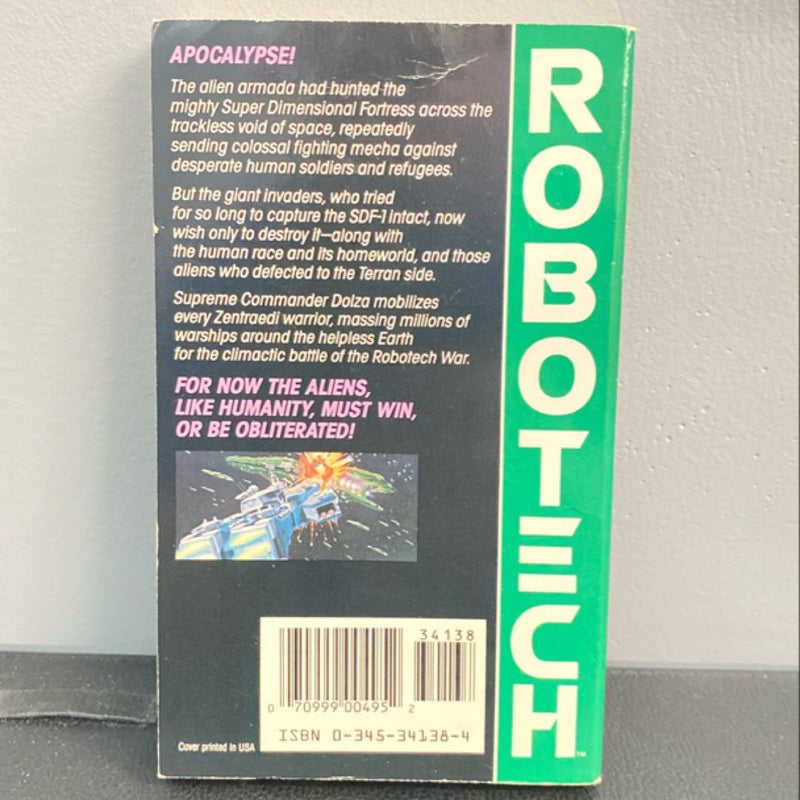 APOCALYPSE!
The alien armada had hunted the
mighty Super Dimensional Fortress across the
trackless void of space, repeatedly
sending colossal fighting mecha against
desperate human soldiers and refugees.
But the giant invaders, who tried
for so long to capture the SDF-1 intact, now
wish only to destroy it—along with
the human race and its homeworld, and those
aliens who defected to the Terran side.
Supreme Commander Dolza mobilizes
every Zentraedi warrior, massing millions of
warships around the helpless Earth
for the climactic battle of the Robotech War.
FOR NOW THE ALIENS,
LIKE HUMANITY, MUST WIN,
OR BE OBLITERATED!
34138
0 70999 00495 2
ISBN 0-345-34138-4
Cover printed in USA
ROBOTECH™